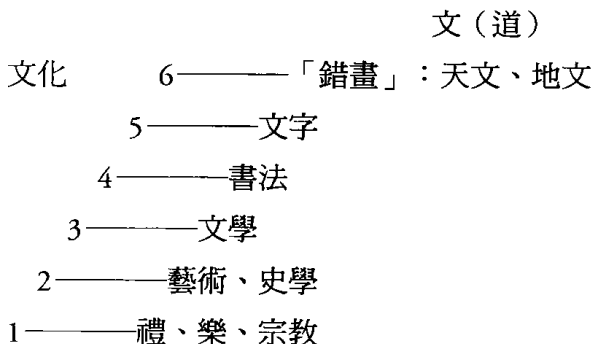 文（道）
文化 6———「錯畫」：天文、地文
5———文字
4———書法
3———文學
2———藝術、史學
1———禮、樂、宗教